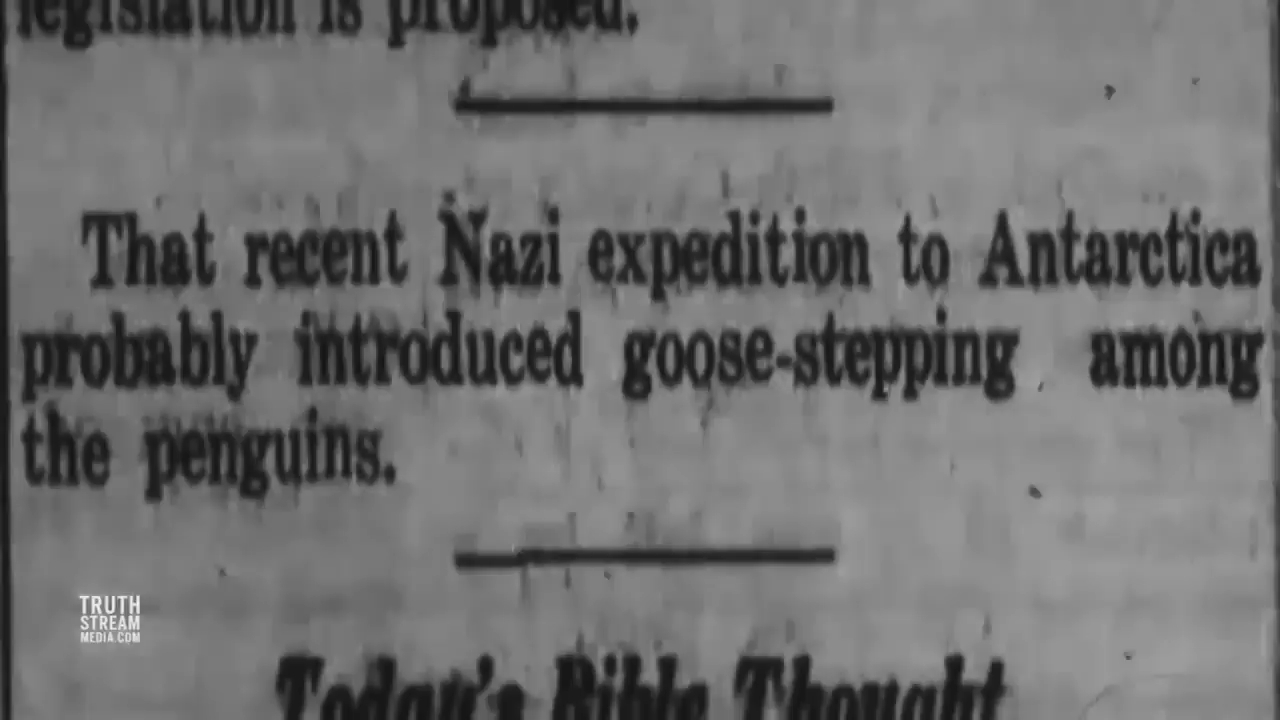 legislation is proposed.
That recent Nazi expedition to Antarctica
probably introduced goose-stepping among
the penguins.
TRUTH
STREAM
MEDIA.COM
Today's Bible Thought